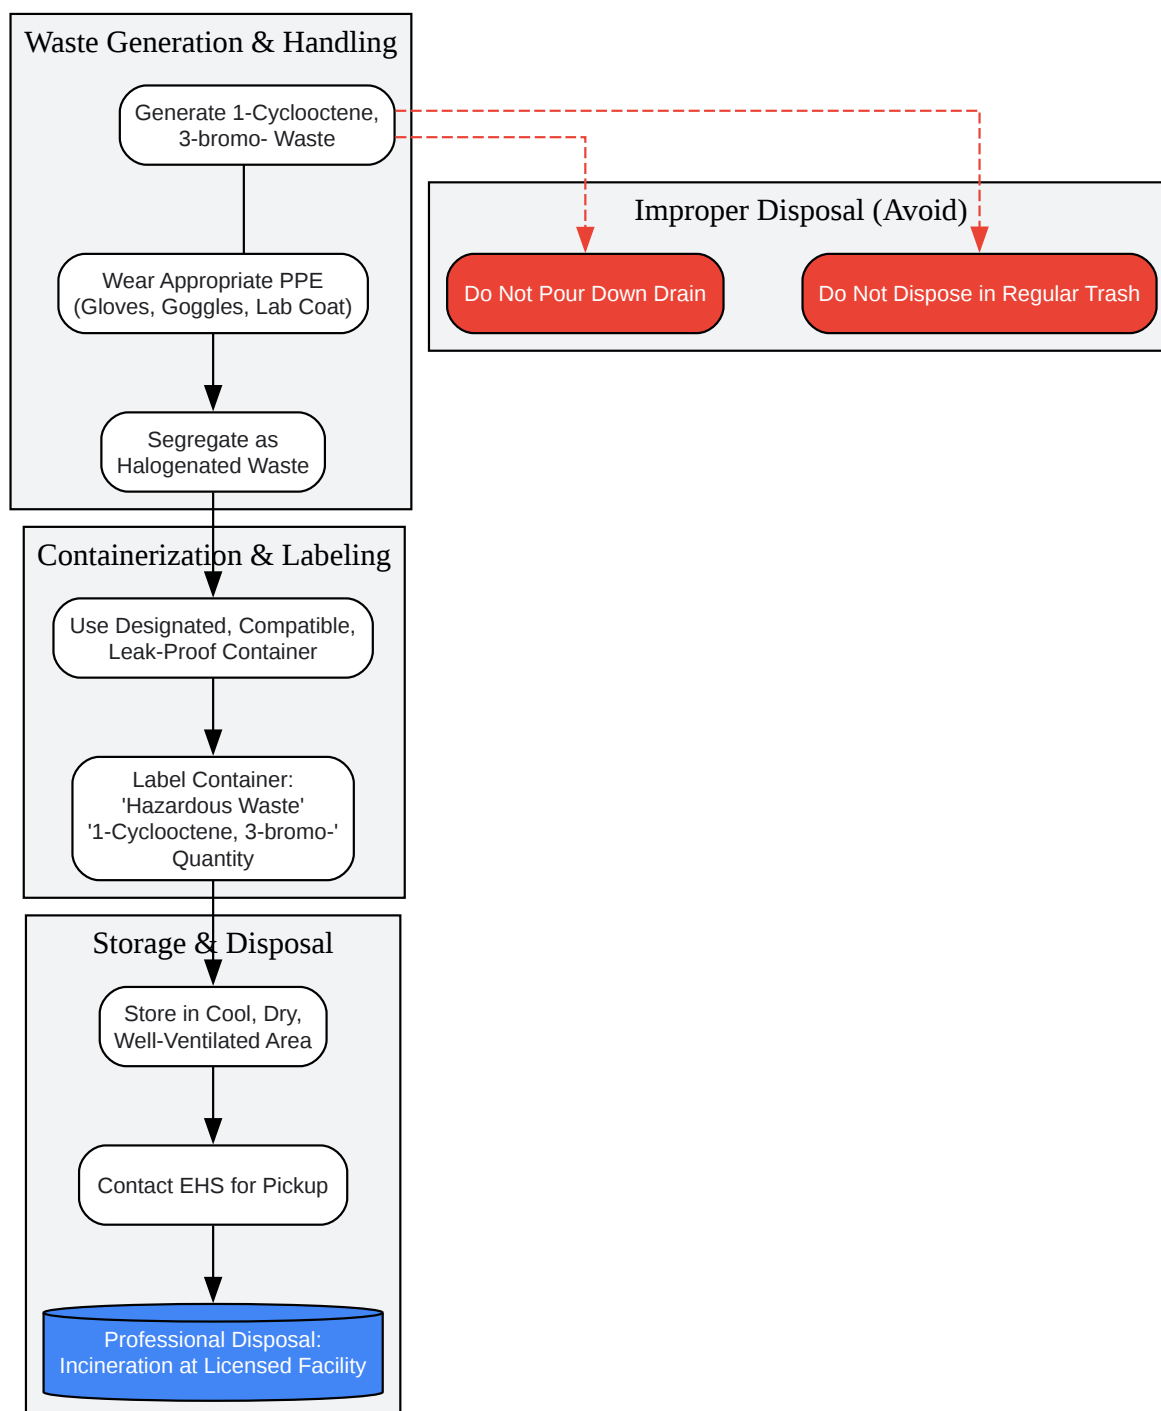 Waste Generation & Handling
Generate 1-Cyclooctene,
3-bromo- Waste
Wear Appropriate PPE
(Gloves, Goggles, Lab Coat)
Segregate as
Halogenated Waste
Improper Disposal (Avoid)
Do Not Pour Down Drain
Do Not Dispose in Regular Trash
Containerization & Labeling
Use Designated, Compatible,
Leak-Proof Container
Label Container:
'Hazardous Waste'
'1-Cyclooctene, 3-bromo-'
Quantity
Storage & Disposal
Store in Cool, Dry,
Well-Ventilated Area
Contact EHS for Pickup
Professional Disposal:
Incineration at Licensed Facility